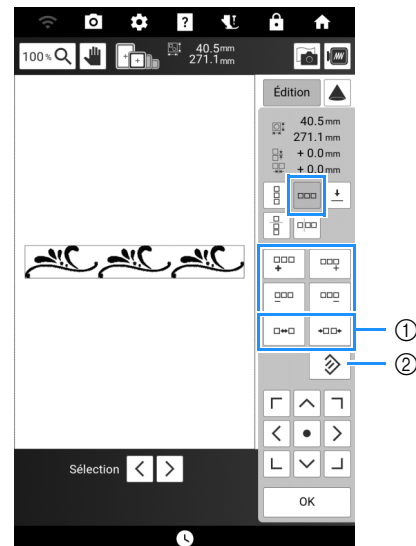 100% 40.5mm
271.1mm
Édition
40.5mm
271.1mm
+ 0.0mm
+ 0.0mm
①
②
Sélection
OK